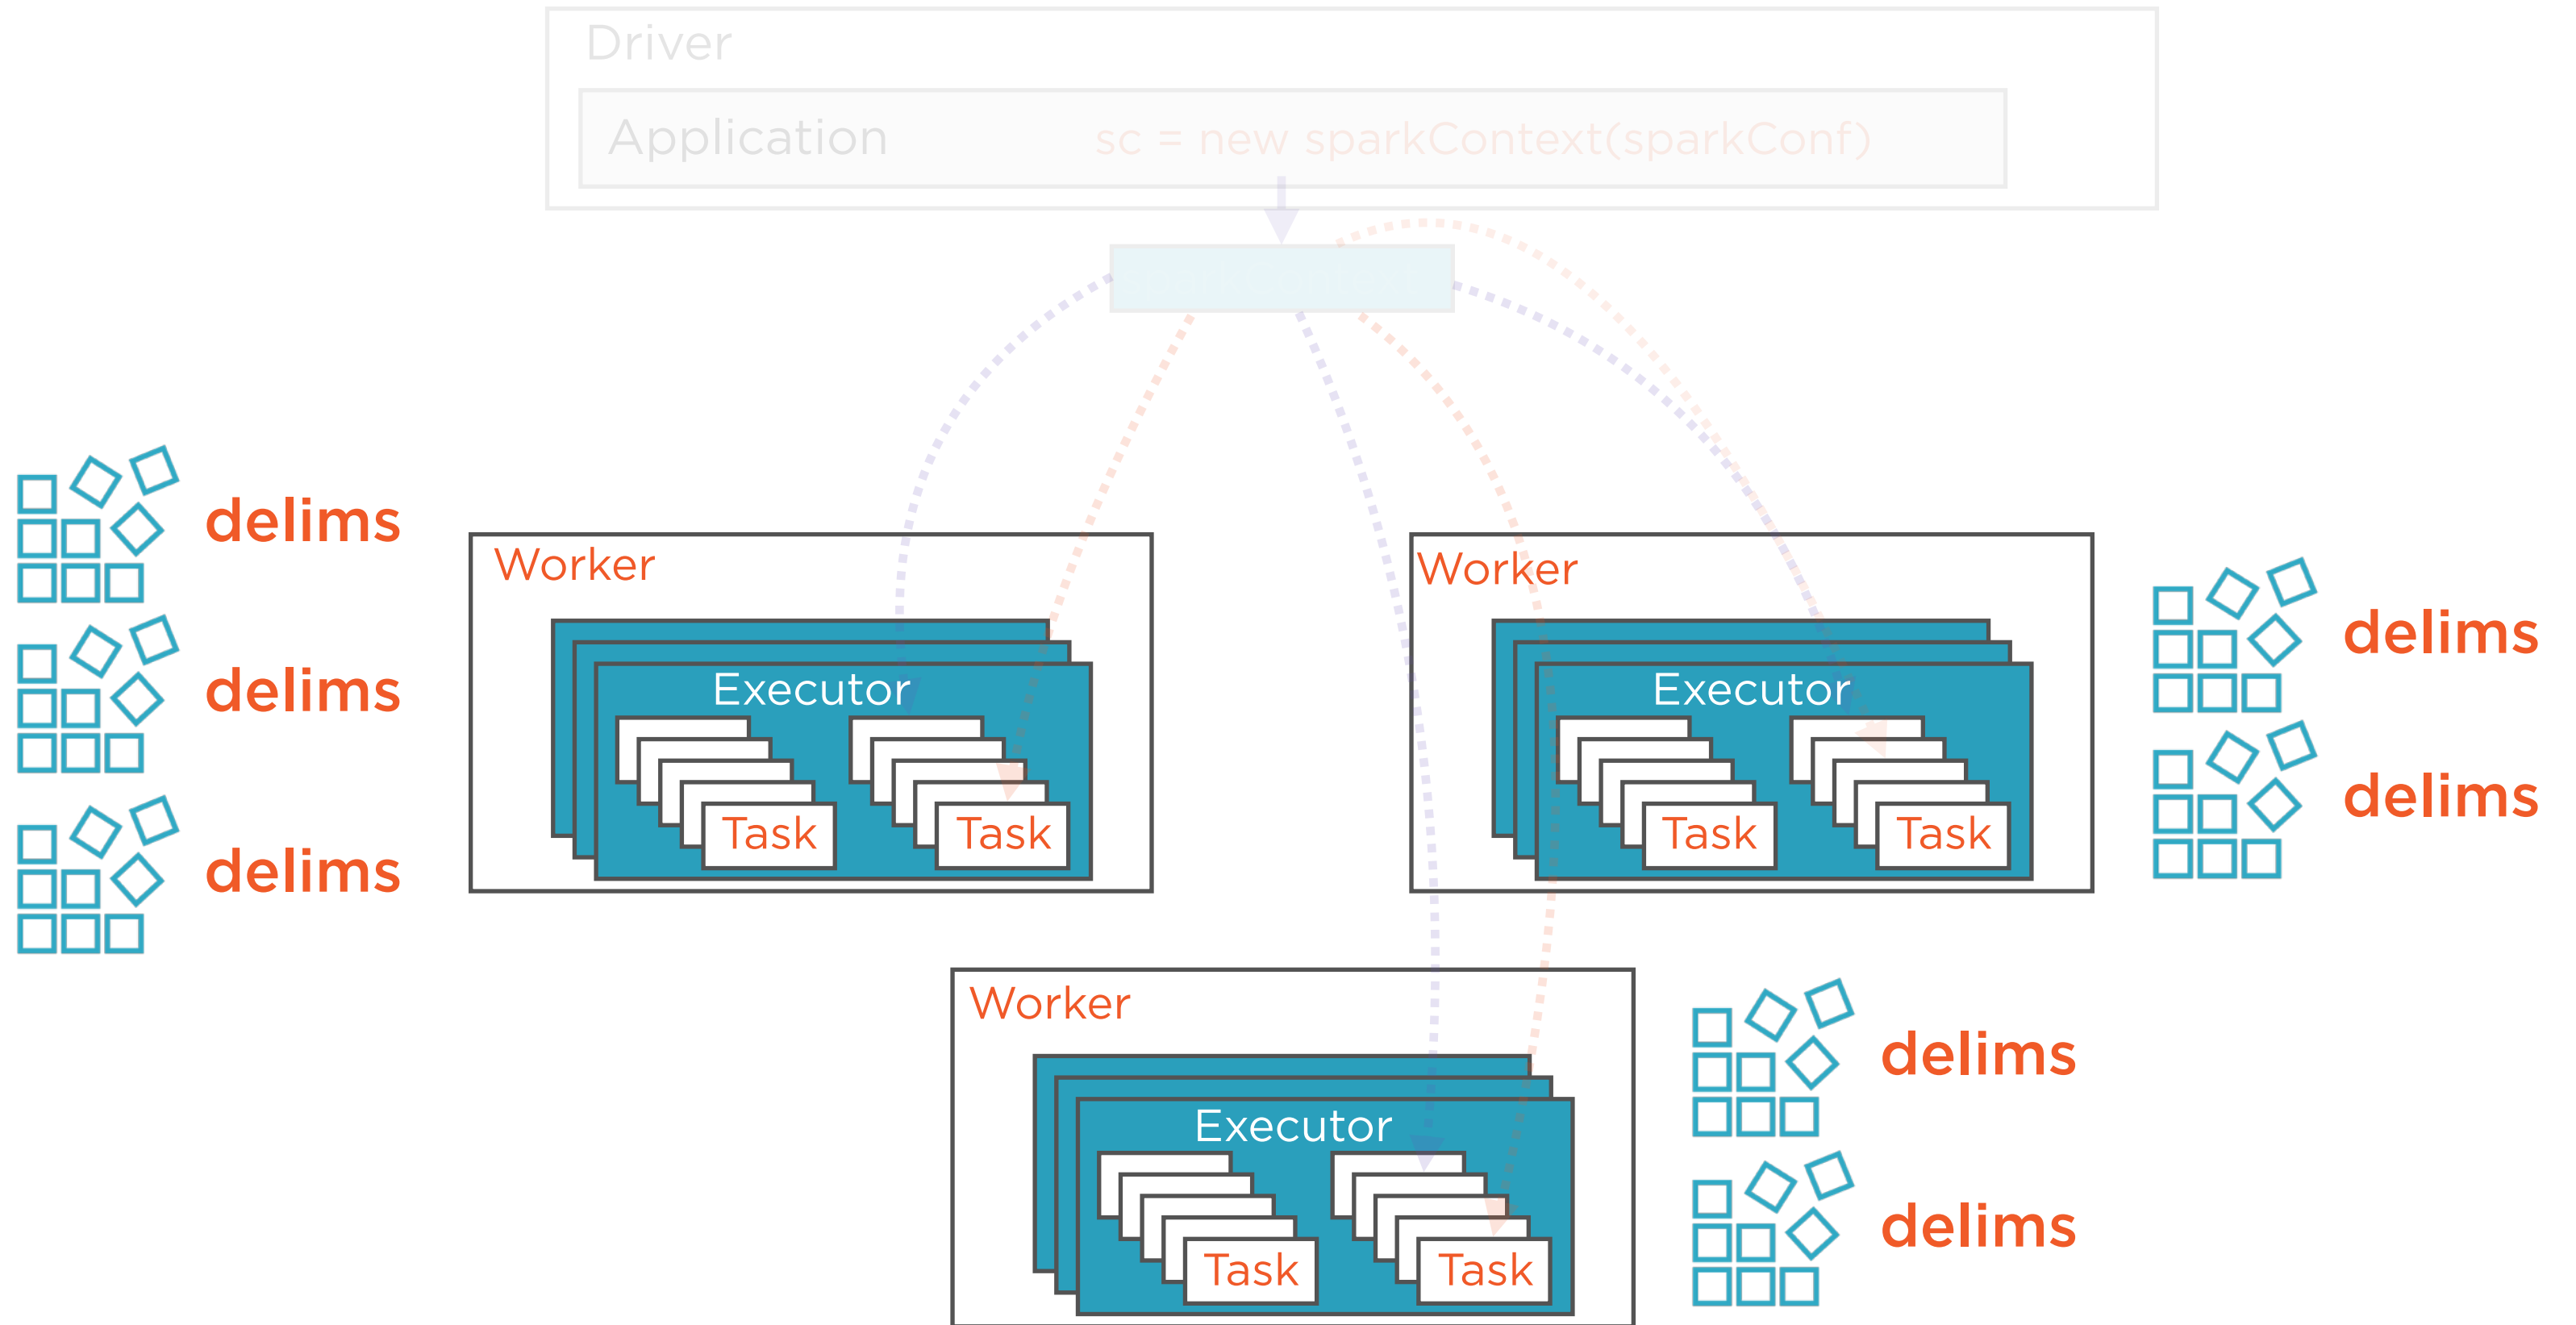 Driver
Application
sc = new sparkContext(sparkConf)
delims
delims
delims
Worker
Executor
Task
Task
Worker
Executor
Task
Task
delims
delims
Worker
Executor
Task
Task
delims
delims